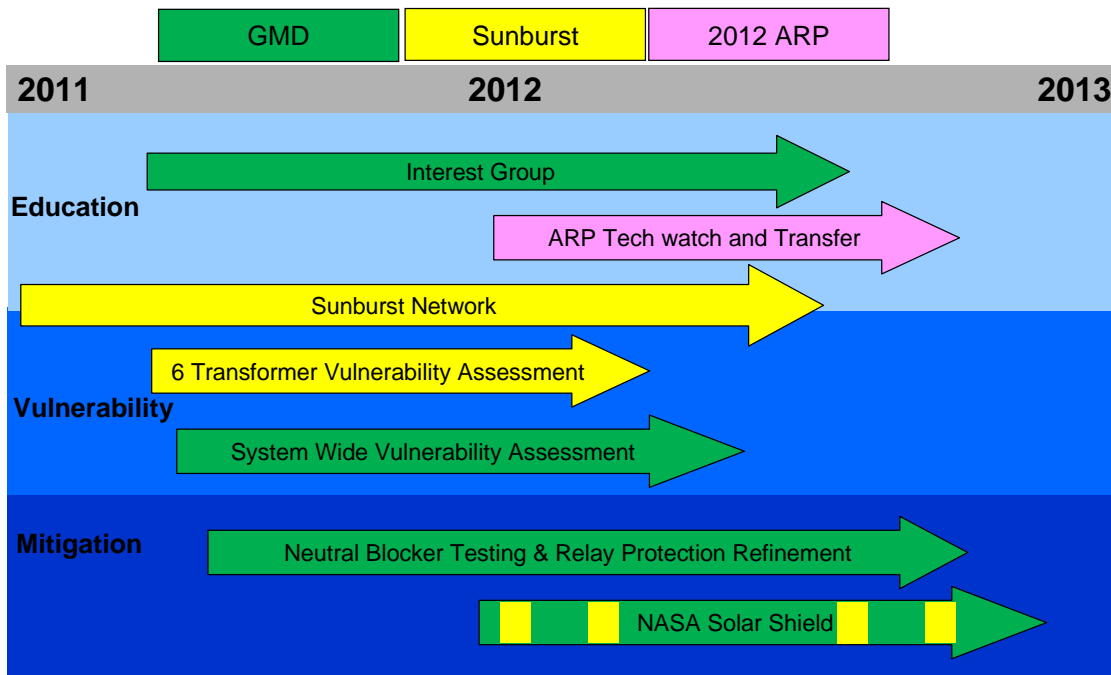 GMD
Sunburst
2012 ARP
2011
2012
2013
Interest Group
Education
ARP Tech watch and Transfer
Sunburst Network
6 Transformer Vulnerability Assessment
Vulnerability
System Wide Vulnerability Assessment
Mitigation
Neutral Blocker Testing & Relay Protection Refinement
NASA Solar Shield